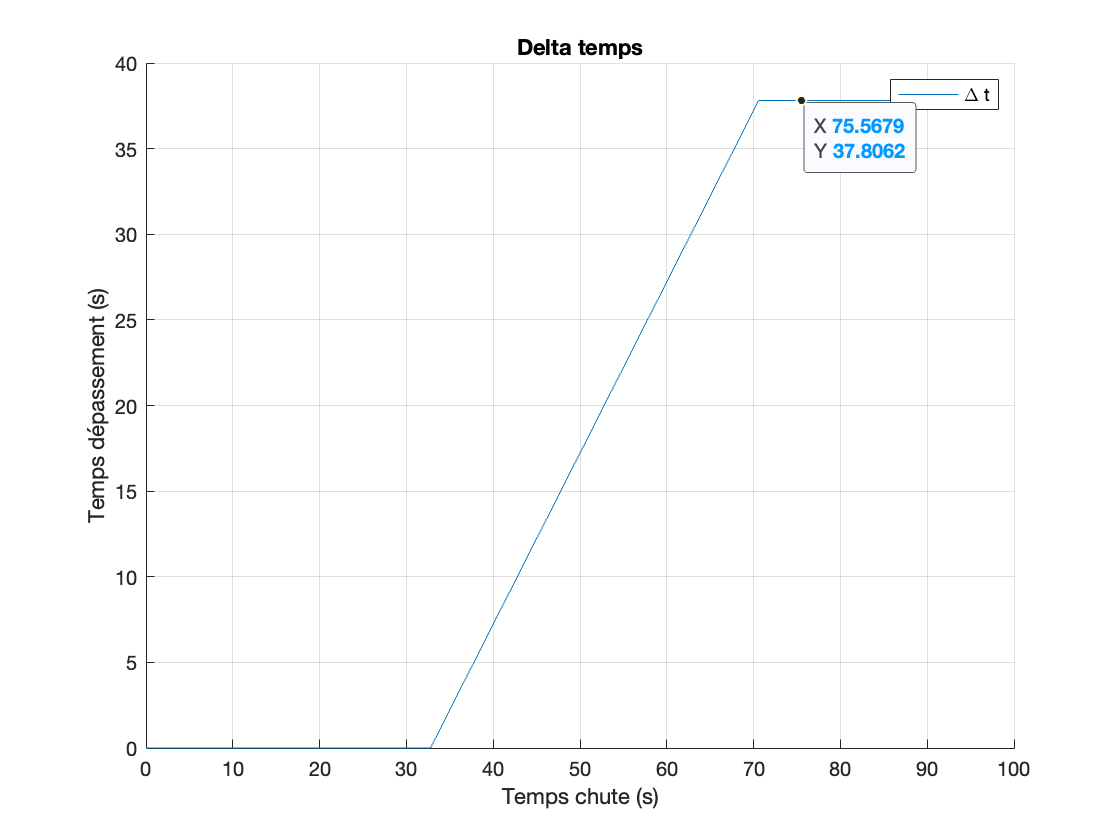 Delta temps
40
35
30
25
20
15
10
5
0
Temps dépassement (s)
Δ t
X 75.5679
Y 37.8062
0 10 20 30 40 50 60 70 80 90 100
Temps chute (s)